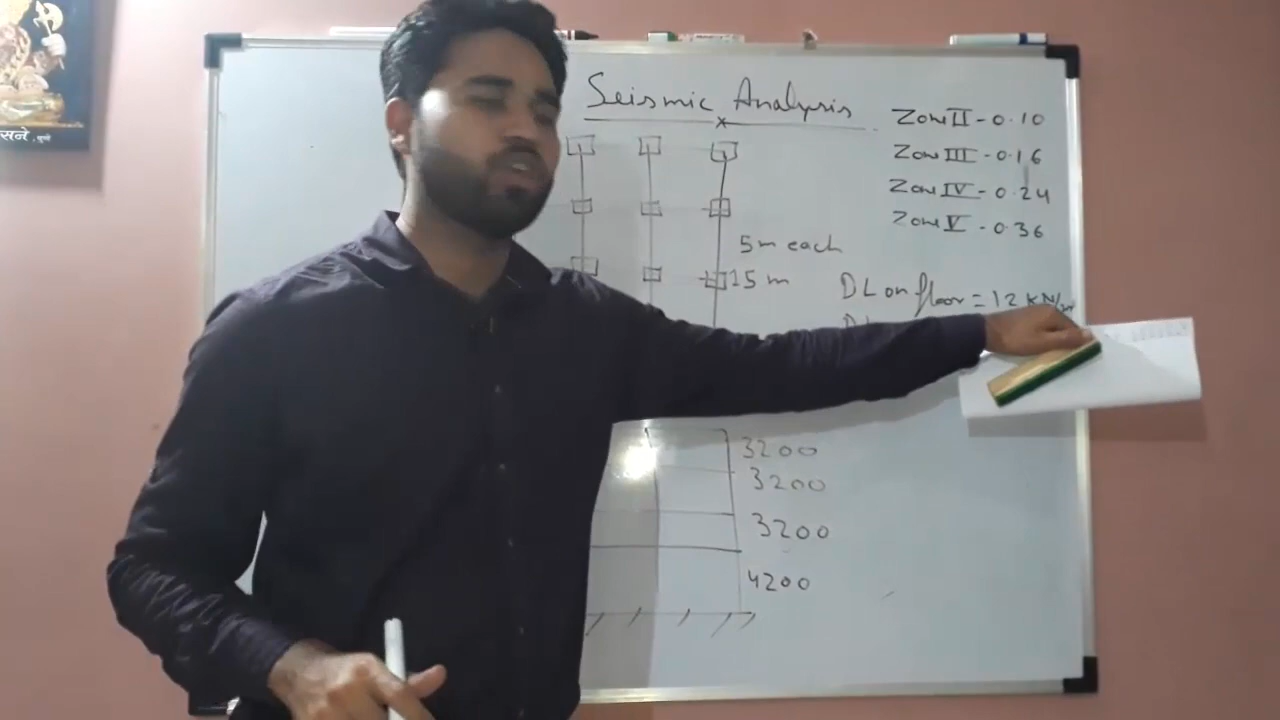 सने, पुणे
Seismic Analysis
Zone II - 0.10
Zone III - 0.16
Zone IV - 0.24
Zone V - 0.36
5m each
15 m
DL on floor = 12 KN/m
3200
3200
3200
4200